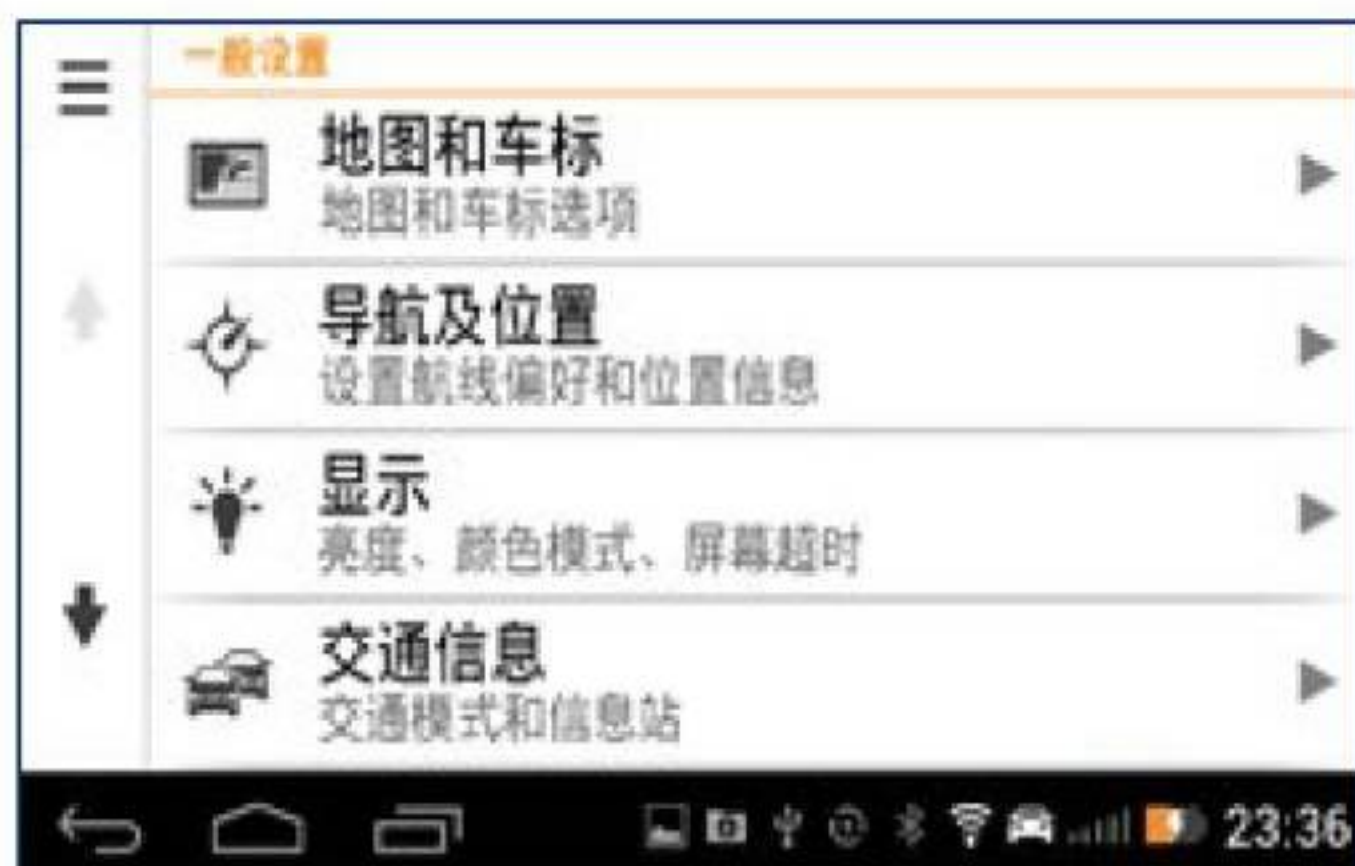 一般设置
地图和车标
地图和车标选项
导航及位置
设置航线偏好和位置信息
显示
亮度、颜色模式、屏幕超时
交通信息
交通模式和信息站
23:36